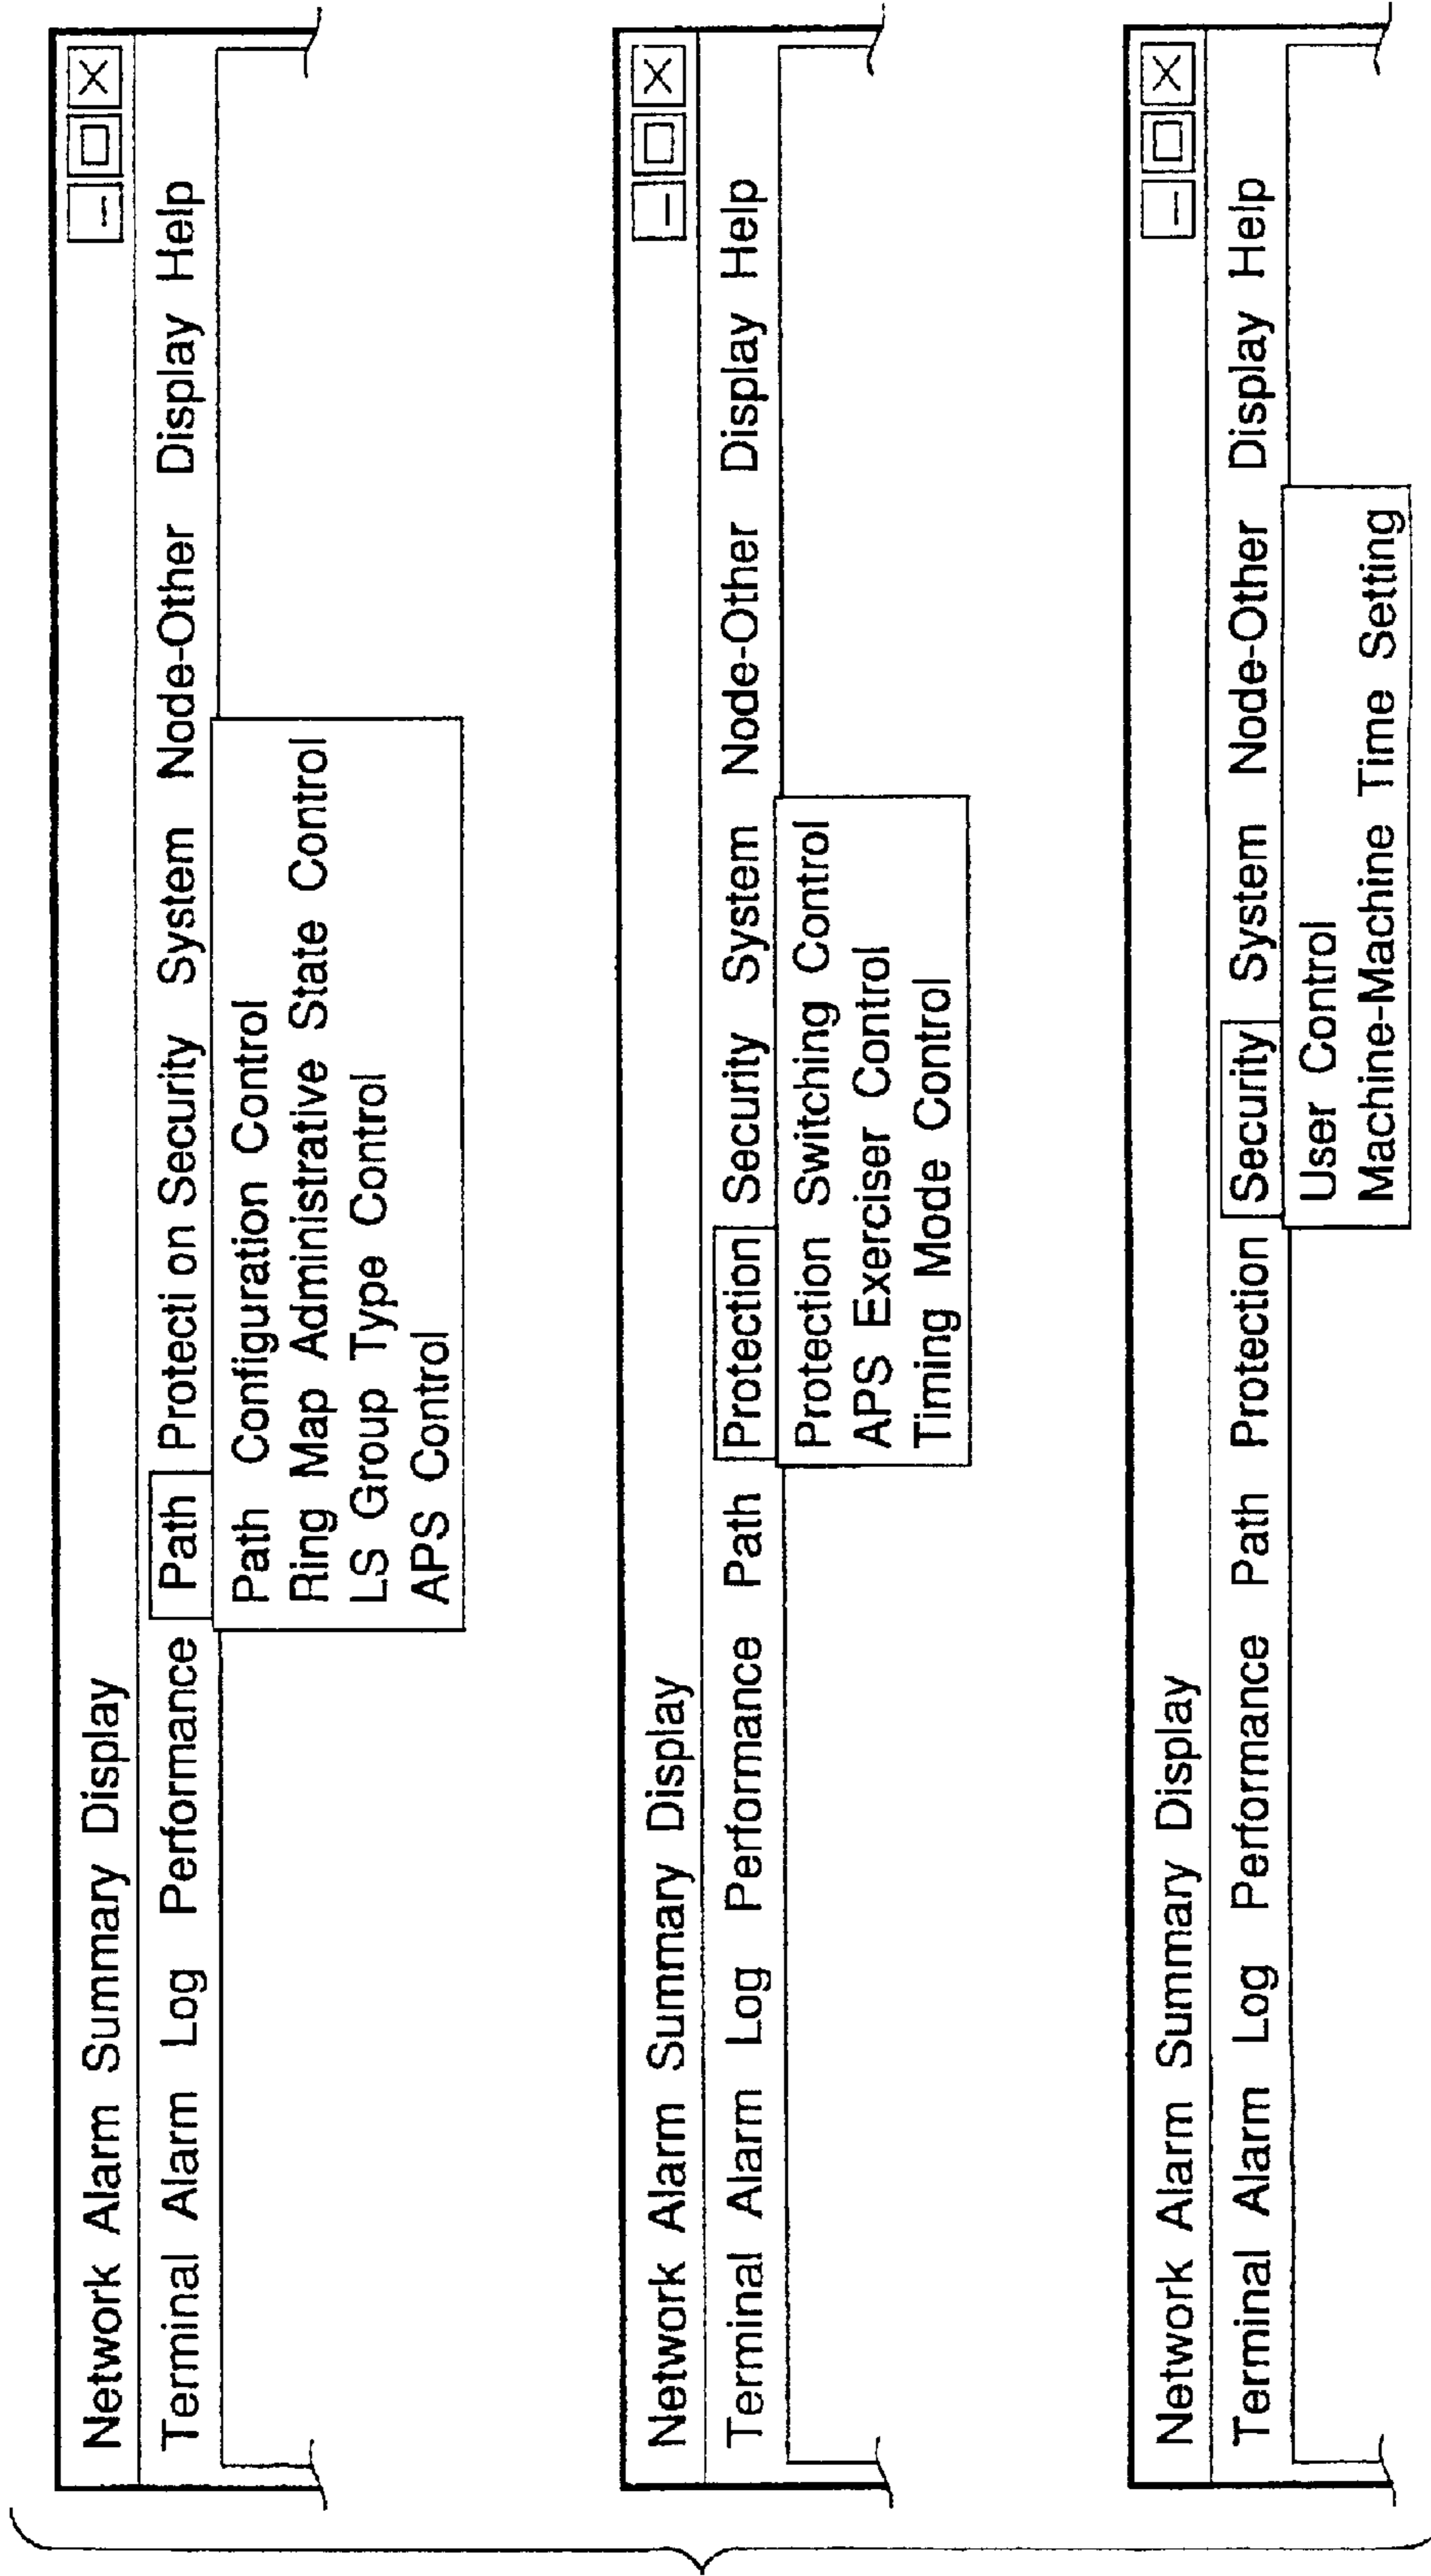 Network Alarm Summary Display
Terminal Alarm Log Performance Path Protecti on Security System Node-Other Display Help
Path Configuration Control
Ring Map Administrative State Control
LS Group Type Control
APS Control
Network Alarm Summary Display
Terminal Alarm Log Performance Path Protection Security System Node-Other Display Help
Protection Switching Control
APS Exerciser Control
Timing Mode Control
Network Alarm Summary Display
Terminal Alarm Log Performance Path Protection Security System Node-Other Display Help
User Control
Machine-Machine Time Setting